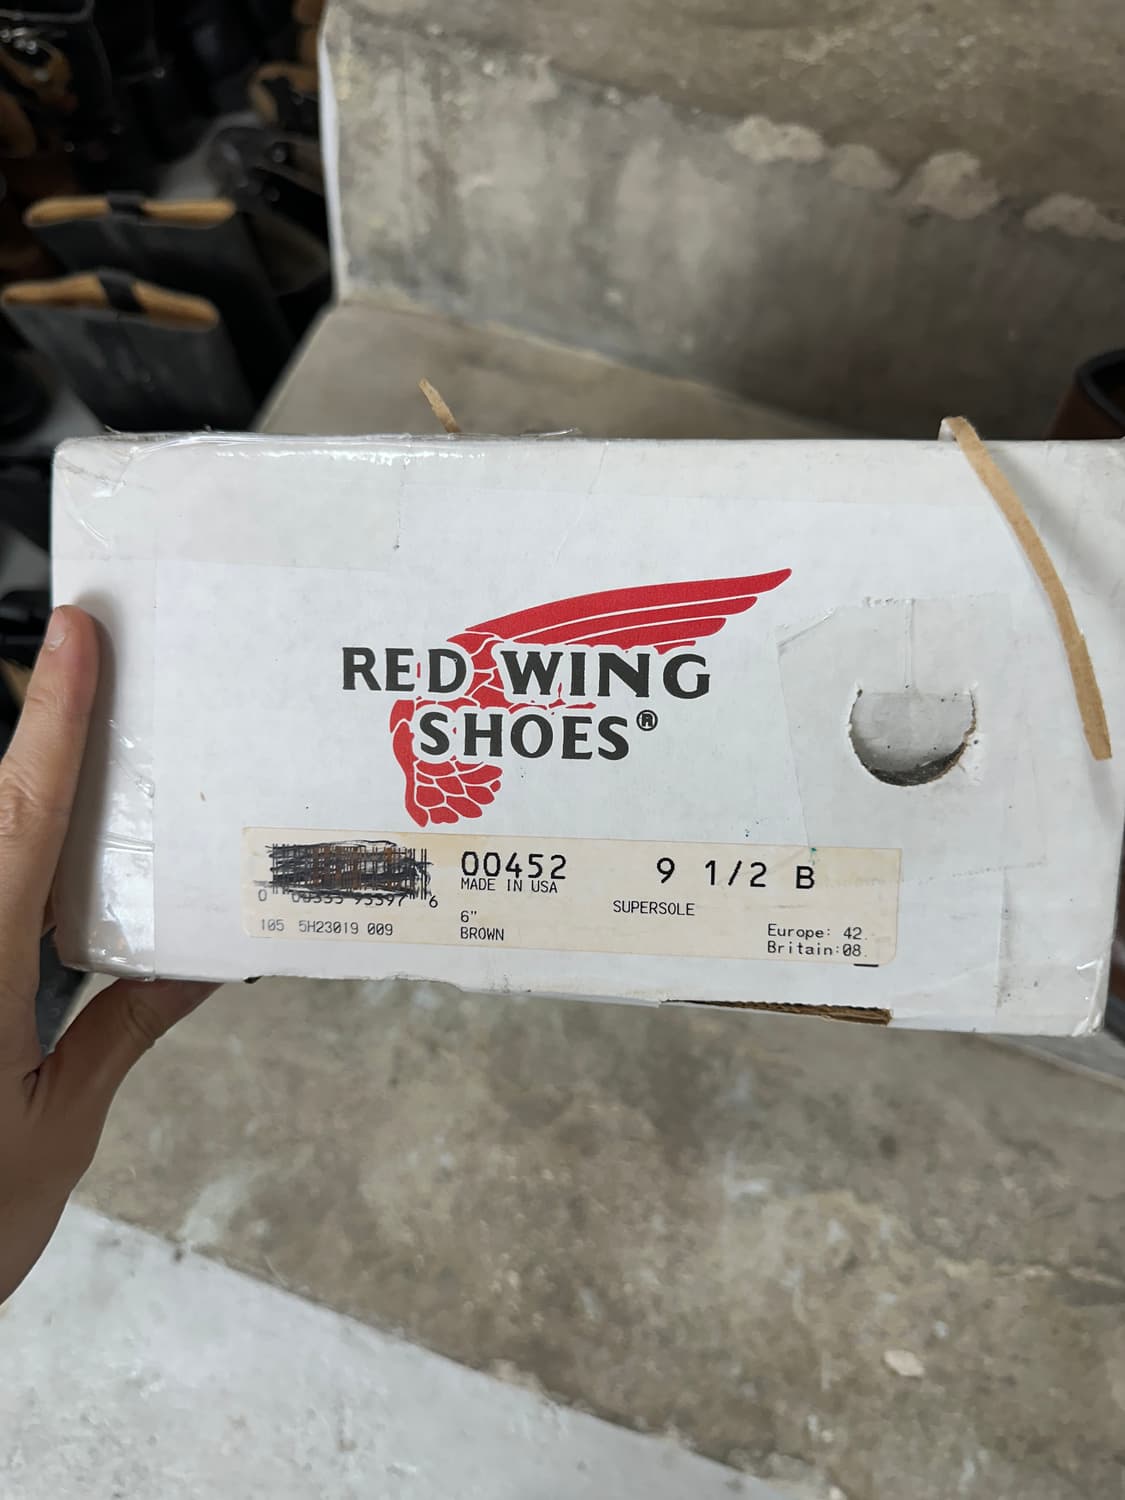 RED WING
SHOES®
00452
9 1/2 B
MADE IN USA
SUPERSOLE
6"
BROWN
105 5H23019 009
Europe: 42
Britain:08